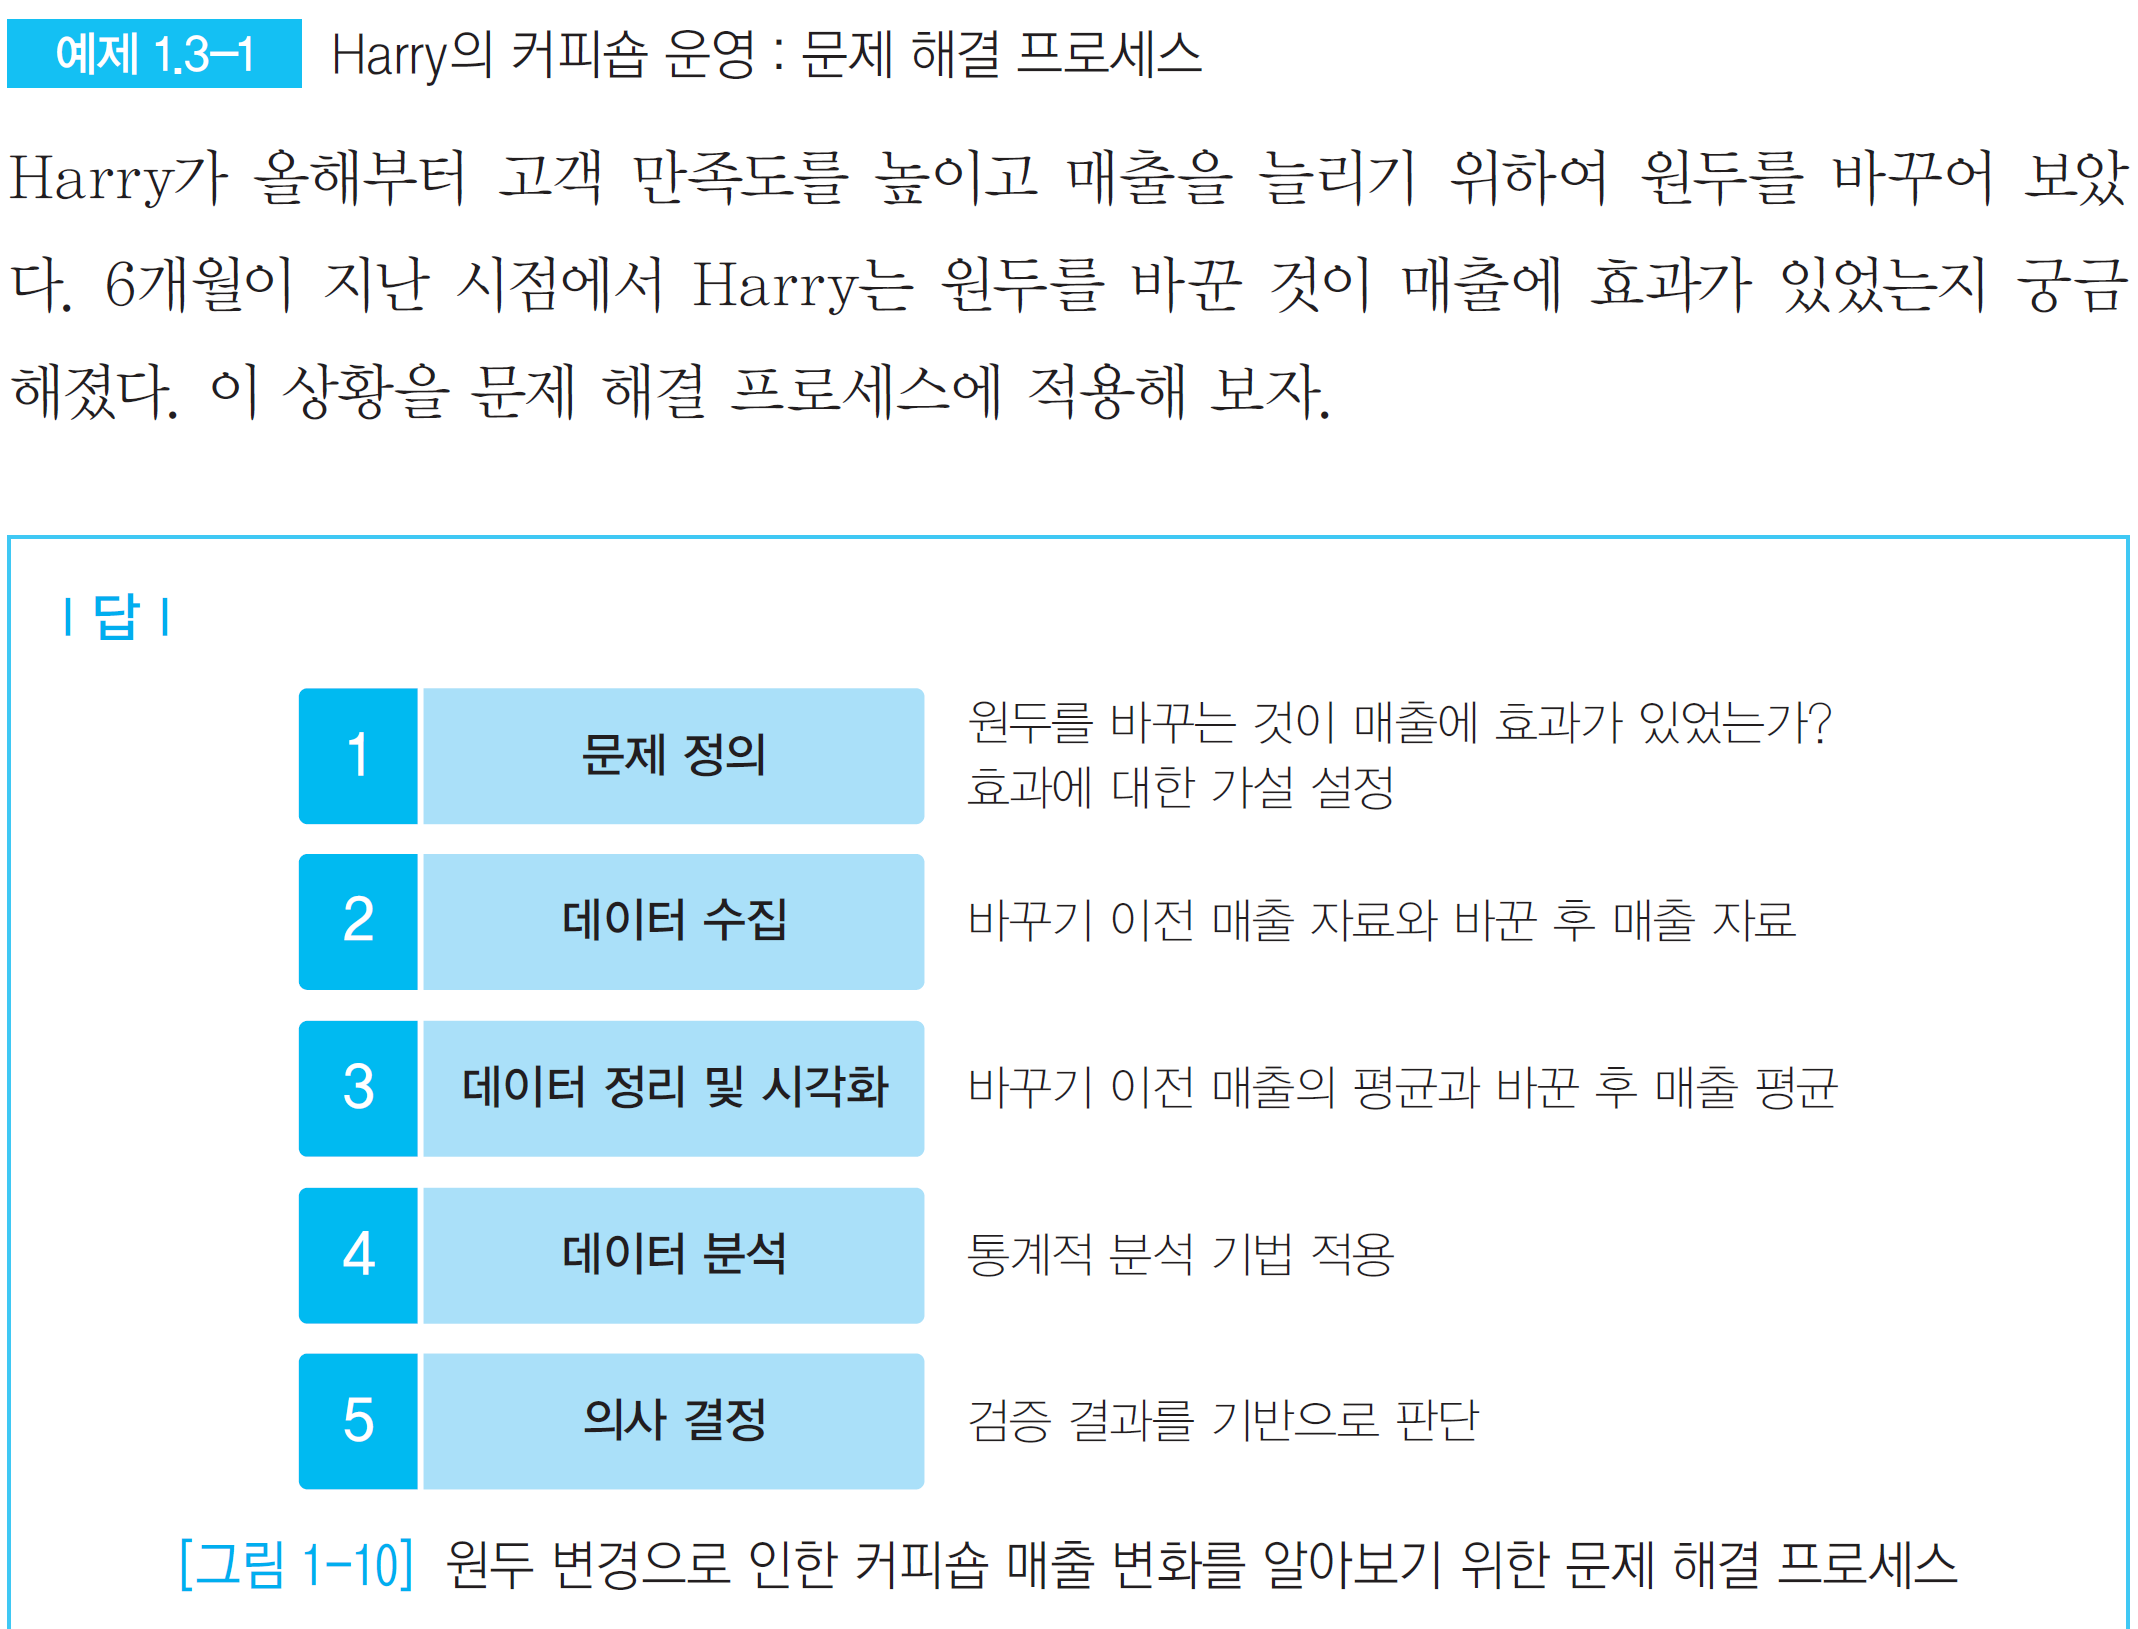 예제 1.3-1 Harry의 커피숍 운영 : 문제 해결 프로세스
Harry가 올해부터 고객 만족도를 높이고 매출을 늘리기 위하여 원두를 바꾸어 보았
다. 6개월이 지난 시점에서 Harry는 원두를 바꾼 것이 매출에 효과가 있었는지 궁금
해졌다. 이 상황을 문제 해결 프로세스에 적용해 보자.
| 답 |
1 문제 정의 원두를 바꾸는 것이 매출에 효과가 있었는가?
효과에 대한 가설 설정
2 데이터 수집 바꾸기 이전 매출 자료와 바꾼 후 매출 자료
3 데이터 정리 및 시각화 바꾸기 이전 매출의 평균과 바꾼 후 매출 평균
4 데이터 분석 통계적 분석 기법 적용
5 의사 결정 검증 결과를 기반으로 판단
[그림 1-10] 원두 변경으로 인한 커피숍 매출 변화를 알아보기 위한 문제 해결 프로세스